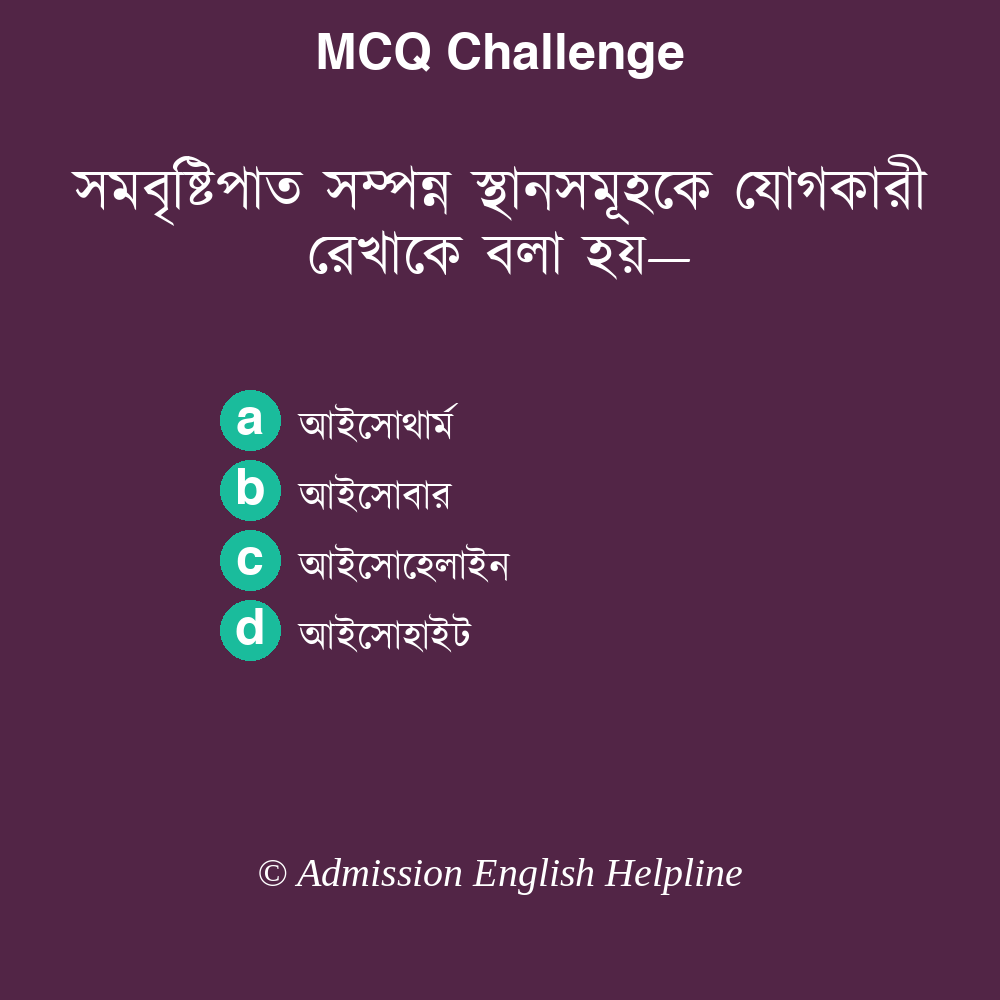 MCQ Challenge
সমবৃষ্টিপাত সম্পন্ন স্থানসমূহকে যোগকারী
রেখাকে বলা হয়—
a আইসোথার্ম
b আইসোবার
c আইসোহেলাইন
d আইসোহাইট
© Admission English Helpline